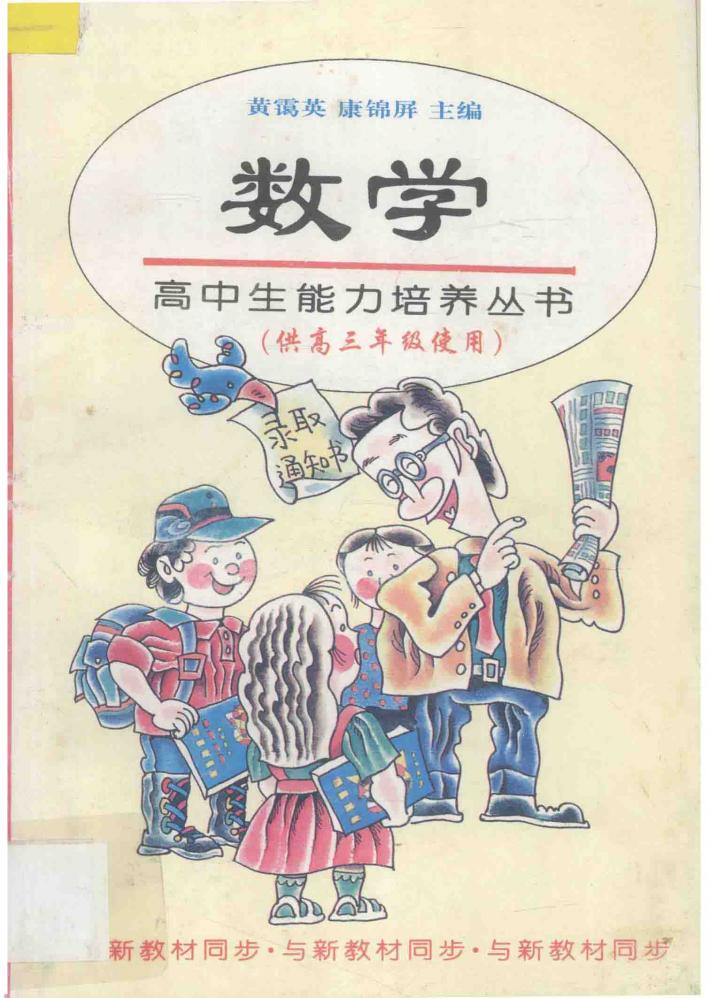 黄霭英 康锦屏 主编
数学
高中生能力培养丛书
(供高三年级使用)
录取
通知书
新教材同步·与新教材同步·与新教材同步